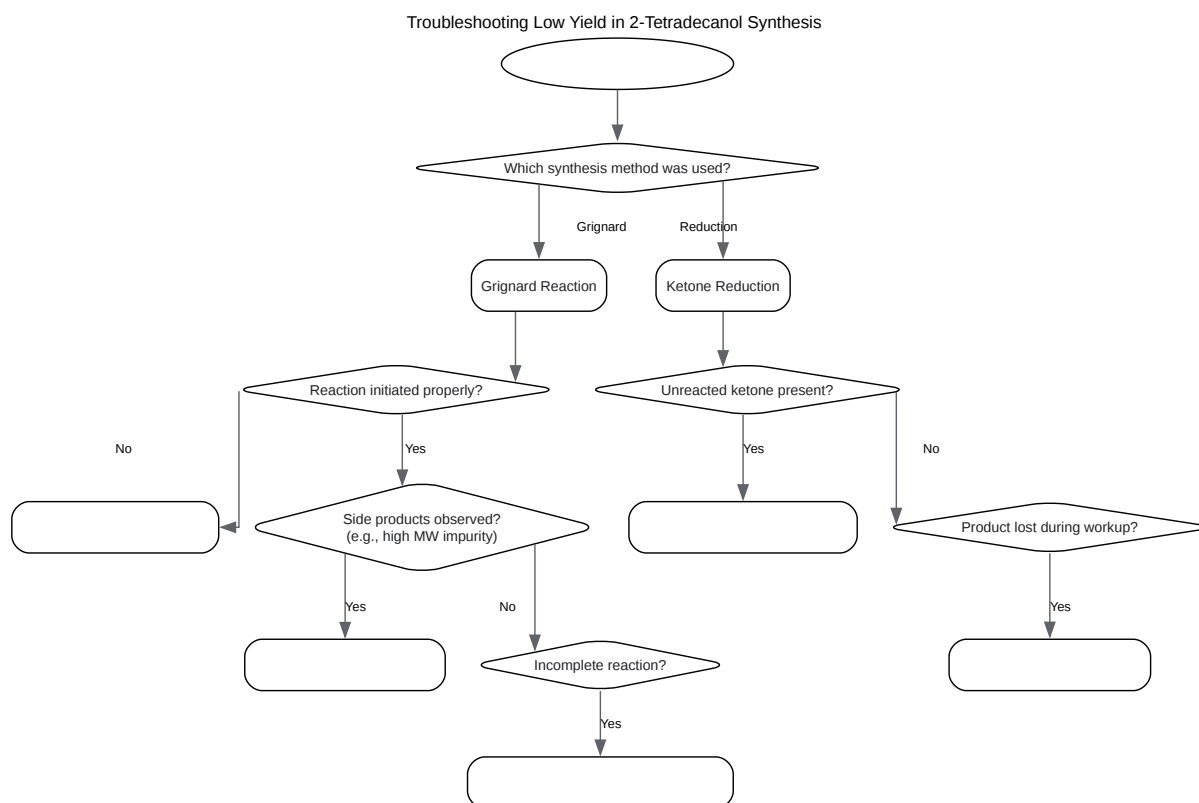 Troubleshooting Low Yield in 2-Tetradecanol Synthesis
Which synthesis method was used?
Grignard
Reduction
Grignard Reaction
Ketone Reduction
Reaction initiated properly?
Unreacted ketone present?
No
Yes
Yes
No
Side products observed?
(e.g., high MW impurity)
Product lost during workup?
Yes
No
Yes
Incomplete reaction?
Yes